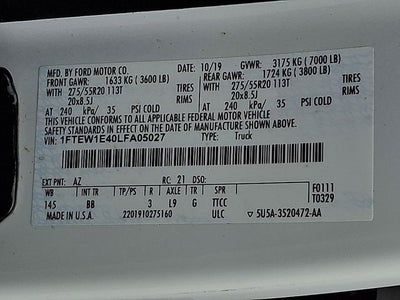 MFD. BY FORD MOTOR CO. DATE: 10/19 GVWR: 3175 KG (7000 LB)
FRONT GAWR: 1633 KG (3600 LB) REAR GAWR: 1724 KG (3800 LB)
WITH WITH
275/55R20 113T TIRES 275/55R20 113T TIRES
20x8.5J RIMS 20x8.5J RIMS
AT 240 kPa/ 35 PSI COLD AT 240 kPa/ 35 PSI COLD
THIS VEHICLE CONFORMS TO ALL APPLICABLE FEDERAL MOTOR VEHICLE
SAFETY STANDARDS IN EFFECT ON THE DATE OF MANUFACTURE SHOWN ABOVE.
VIN: 1FTEW1E40LFA05027 TYPE: Truck
EXT PNT: AZ RC: 21 DSO: F0111
WB INT TR TP/PS R AXLE TR SPR T0329
145 BB 3 L9 G TTCC
MADE IN U.S.A. 2201910275160 ULC 5U5A-3520472-AA